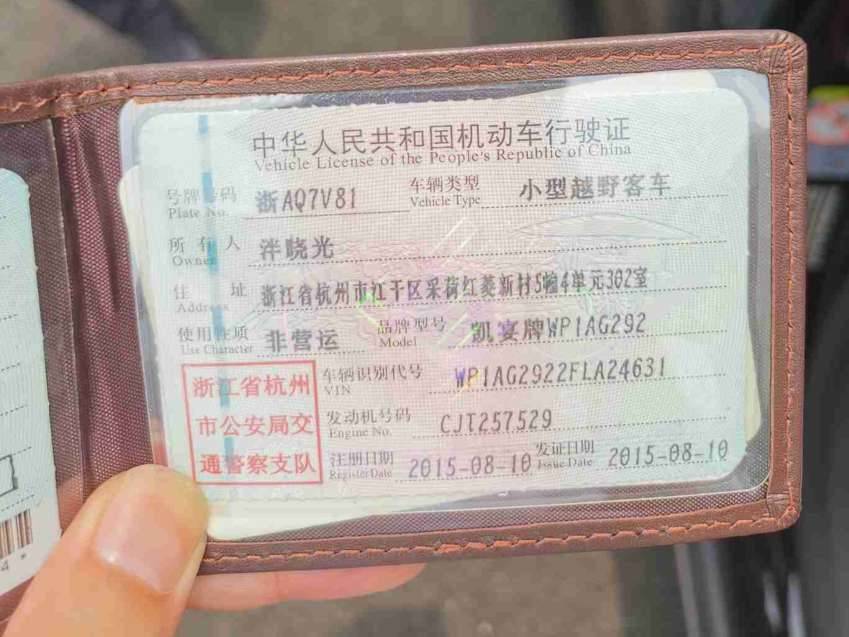 中华人民共和国机动车行驶证
Vehicle License of the People's Republic of China
号牌号码 浙AQ7V81 车辆类型 小型越野客车
Plate No. Vehicle Type
所有人 泮晓光
Owner
住址 浙江省杭州市江干区采荷红菱新村5幢4单元302室
Address
使用性质 非营运 品牌型号 凯宴牌WP1AG292
Use Character Model
浙江省杭州
市公安局交
通警察支队
车辆识别代号 WP1AG2922FLA24631
VIN
发动机号码 CJT257529
Engine No.
注册日期 2015-08-10 发证日期 2015-08-10
Register Date Issue Date
4*